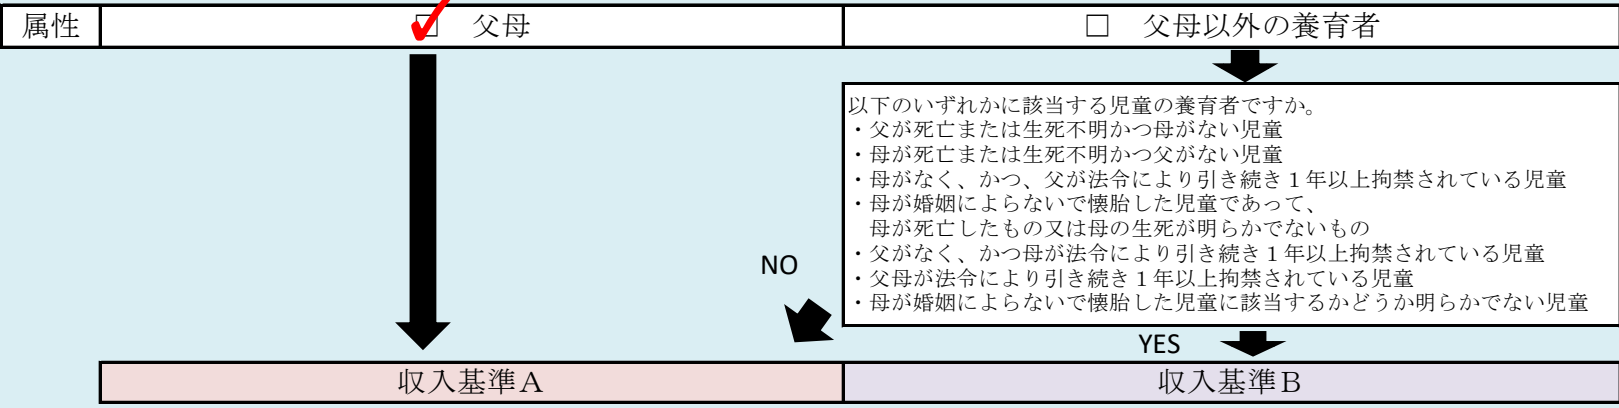 属性
□ 父母
□ 父母以外の養育者
以下のいずれかに該当する児童の養育者ですか。
・父が死亡または生死不明かつ母がない児童
・母が死亡または生死不明かつ父がない児童
・母がなく、かつ、父が法令により引き続き１年以上拘禁されている児童
・母が婚姻によらないで懐胎した児童であって、
母が死亡したもの又は母の生死が明らかでないもの
・父がなく、かつ母が法令により引き続き１年以上拘禁されている児童
・父母が法令により引き続き１年以上拘禁されている児童
・母が婚姻によらないで懐胎した児童に該当するかどうか明らかでない児童
NO
YES
収入基準Ａ
収入基準Ｂ